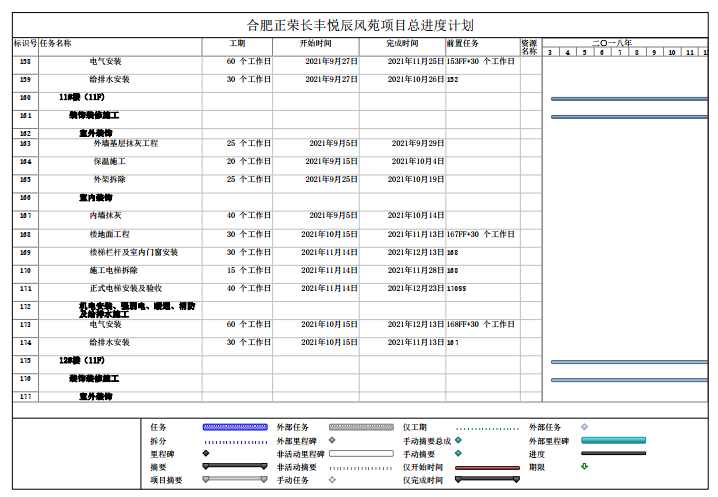 合肥正荣长丰悦辰风苑项目总进度计划
标识号 任务名称 工期 开始时间 完成时间 前置任务 资源名称 二〇一八年
3 4 5 6 7 8 9 10 11
158 电气安装 60 个工作日 2021年9月27日 2021年11月25日 153FF+30 个工作日
159 给排水安装 30 个工作日 2021年9月27日 2021年10月26日 152
160 11#楼（11F）
161 装饰装修施工
162 室外装饰
163 外墙基层抹灰工程 25 个工作日 2021年9月5日 2021年9月29日
164 保温施工 20 个工作日 2021年9月15日 2021年10月4日
165 外架拆除 25 个工作日 2021年9月25日 2021年10月19日
166 室内装饰
167 内墙抹灰 40 个工作日 2021年9月5日 2021年10月14日
168 楼地面工程 30 个工作日 2021年10月15日 2021年11月13日 167FF+30 个工作日
169 楼梯栏杆及室内门窗安装 30 个工作日 2021年11月14日 2021年12月13日 168
170 施工电梯拆除 15 个工作日 2021年11月14日 2021年11月28日 168
171 正式电梯安装及验收 40 个工作日 2021年11月14日 2021年12月23日 170SS
172 机电安装、强弱电、暖通、消防及给排水施工
173 电气安装 60 个工作日 2021年10月15日 2021年12月13日 168FF+30 个工作日
174 给排水安装 30 个工作日 2021年10月15日 2021年11月13日 167
175 12#楼（11F）
176 装饰装修施工
177 室外装饰
任务 外部任务 仅工期 外部任务
拆分 外部里程碑 手动摘要总成 外部里程碑
里程碑 非活动里程碑 手动摘要 进度
摘要 非活动摘要 仅开始时间 期限
项目摘要 手动任务 仅完成时间